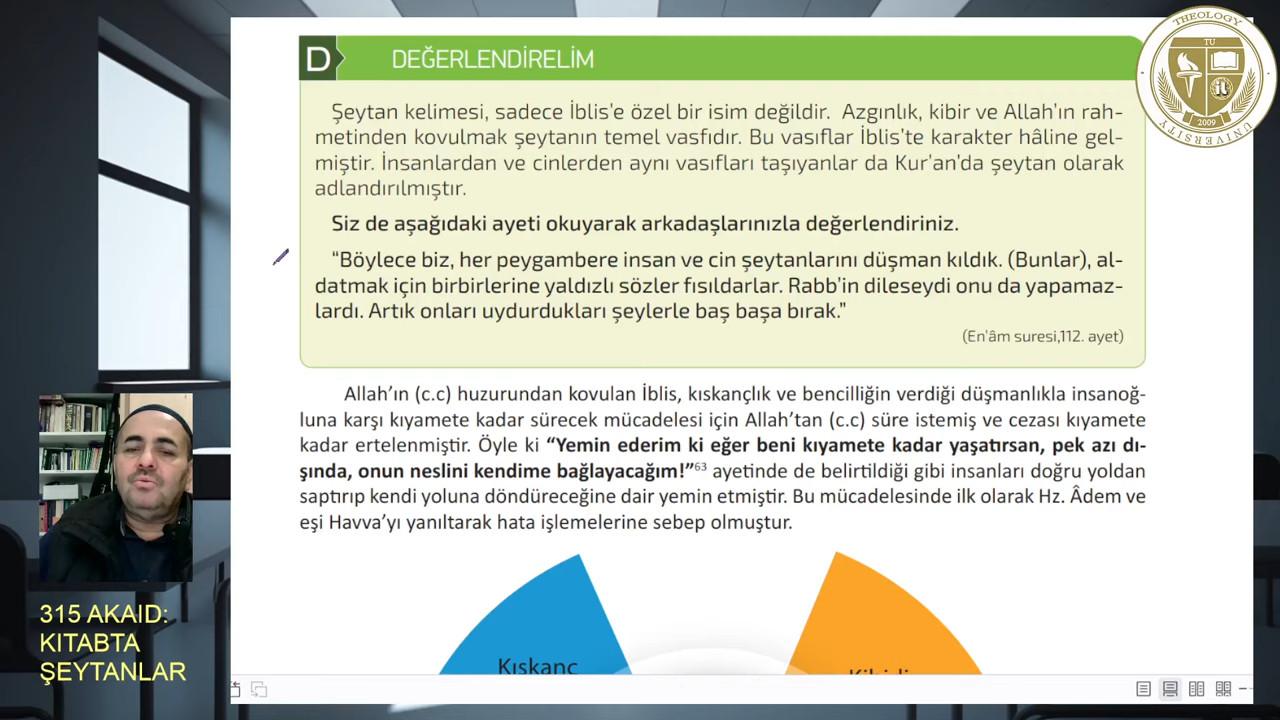 D DEĞERLENDİRELİM
Şeytan kelimesi, sadece İblis’e özel bir isim değildir. Azgınlık, kibir ve Allah’ın rah-
metinden kovulmak şeytanın temel vasfıdır. Bu vasıflar İblis’te karakter hâline gel-
miştir. İnsanlardan ve cinlerden aynı vasıfları taşıyanlar da Kur’an’da şeytan olarak
adlandırılmıştır.
Siz de aşağıdaki ayeti okuyarak arkadaşlarınızla değerlendiriniz.
“Böylece biz, her peygambere insan ve cin şeytanlarını düşman kıldık. (Bunlar), al-
datmak için birbirlerine yaldızlı sözler fısıldarlar. Rabb’in dileseydi onu da yapamaz-
lardı. Artık onları uydurdukları şeylerle baş başa bırak.”
(En’âm suresi,112. ayet)
Allah’ın (c.c) huzurundan kovulan İblis, kıskançlık ve bencilliğin verdiği düşmanlıkla insanoğ-
luna karşı kıyamete kadar sürecek mücadelesi için Allah’tan (c.c) süre istemiş ve cezası kıyamete
kadar ertelenmiştir. Öyle ki “Yemin ederim ki eğer beni kıyamete kadar yaşatırsan, pek azı dı-
şında, onun neslini kendime bağlayacağım!”63 ayetinde de belirtildiği gibi insanları doğru yoldan
saptırıp kendi yoluna döndüreceğine dair yemin etmiştir. Bu mücadelesinde ilk olarak Hz. Âdem ve
eşi Havva’yı yanıltarak hata işlemelerine sebep olmuştur.
Kıskanç
THEOLOGY
TU
2009
UNIVERSITY
315 AKAID:
KITABTA
ŞEYTANLAR